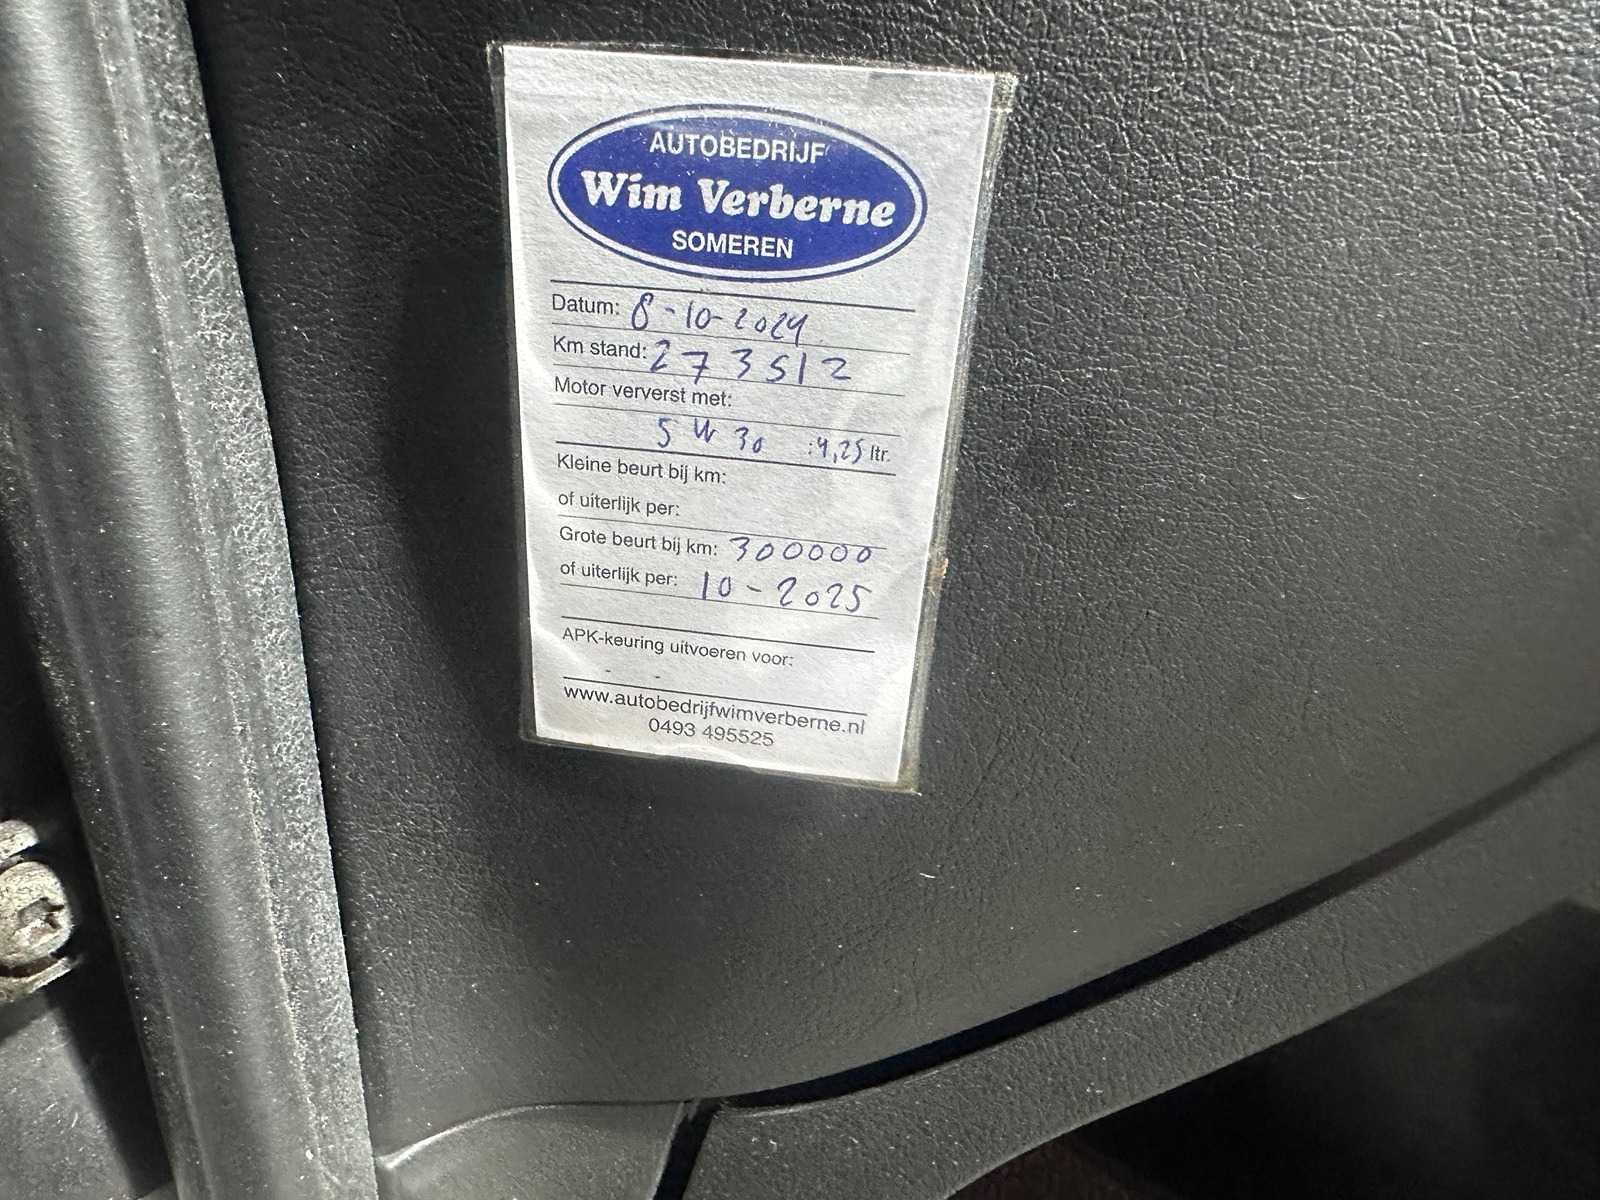 AUTOBEDRIJF
Wim Verberne
SOMEREN
Datum: 8-10-2024
Km stand: 273512
Motor ververst met:
5W30 : 4,25 ltr.
Kleine beurt bij km:
of uiterlijk per:
Grote beurt bij km: 300000
of uiterlijk per: 10-2025
APK-keuring uitvoeren voor:
- -
www.autobedrijfwimverberne.nl
0493 495525